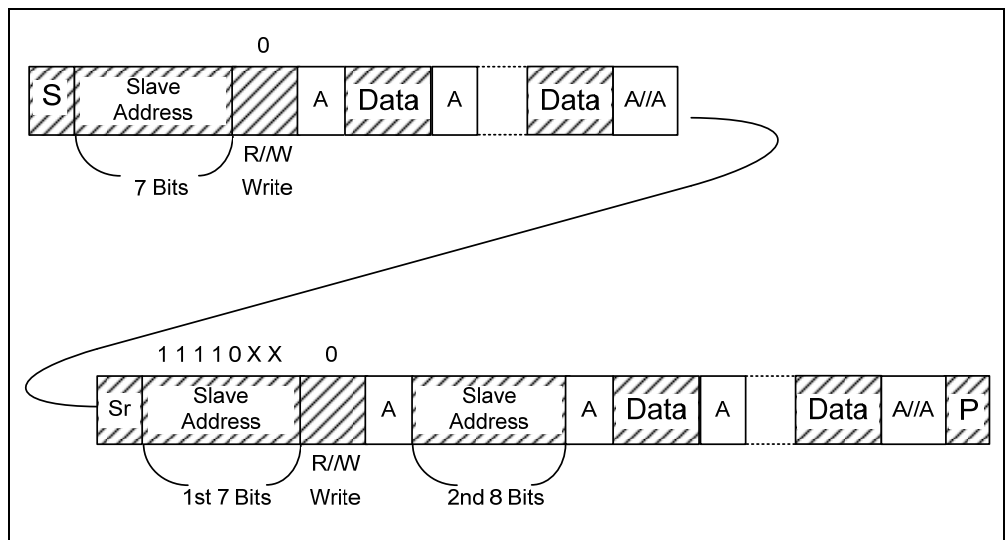 0
S Slave Address A Data A Data A//A
7 Bits R//W Write
1 1 1 1 0 X X 0
Sr Slave Address A Slave Address A Data A Data A//A P
1st 7 Bits R//W Write 2nd 8 Bits